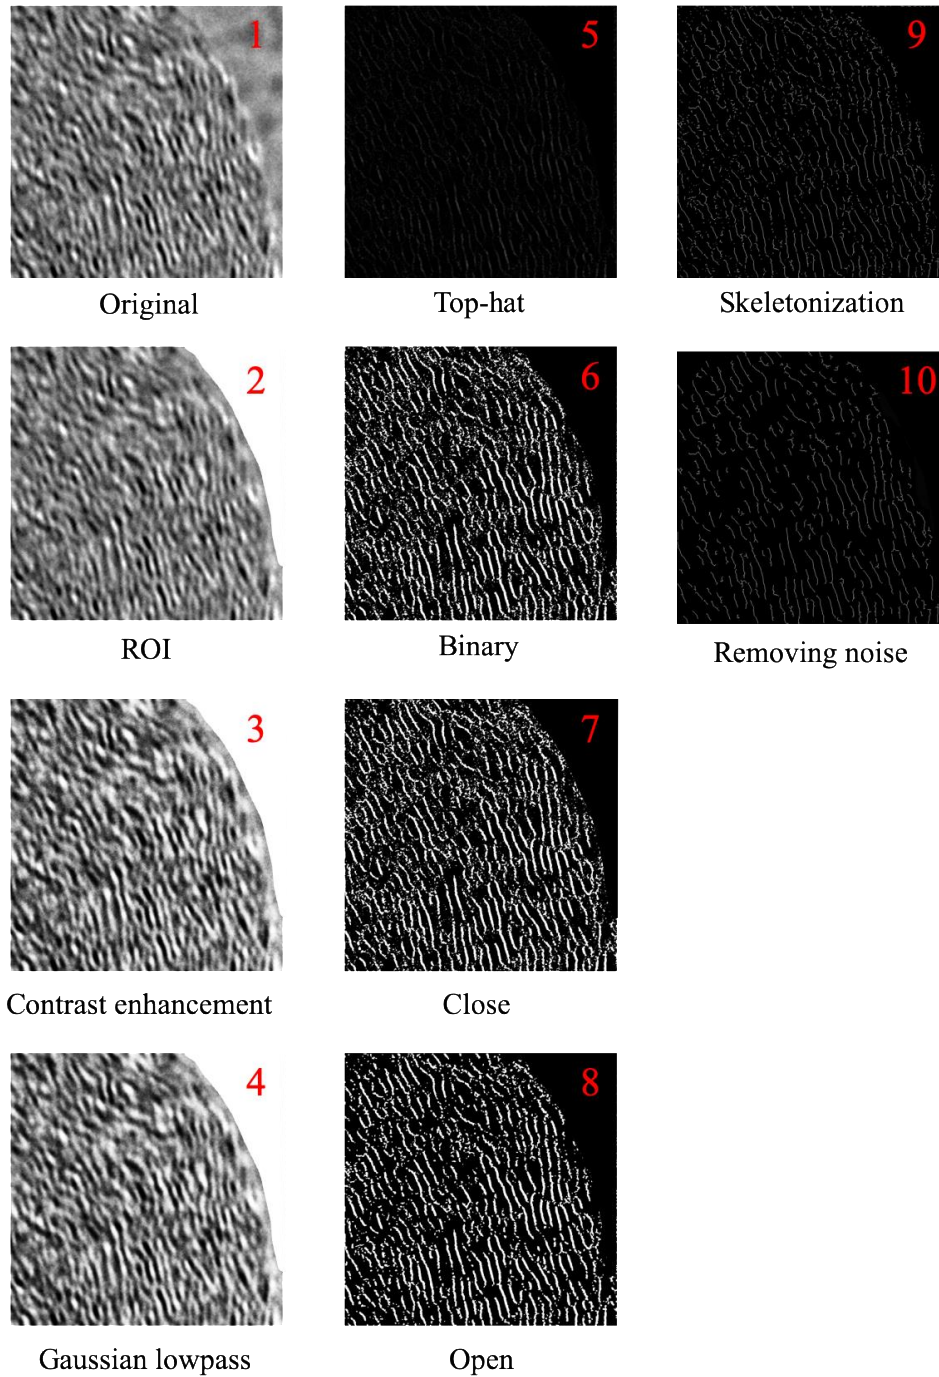 1
Original
2
ROI
3
Contrast enhancement
4
Gaussian lowpass
5
Top-hat
6
Binary
7
Close
8
Open
9
Skeletonization
10
Removing noise